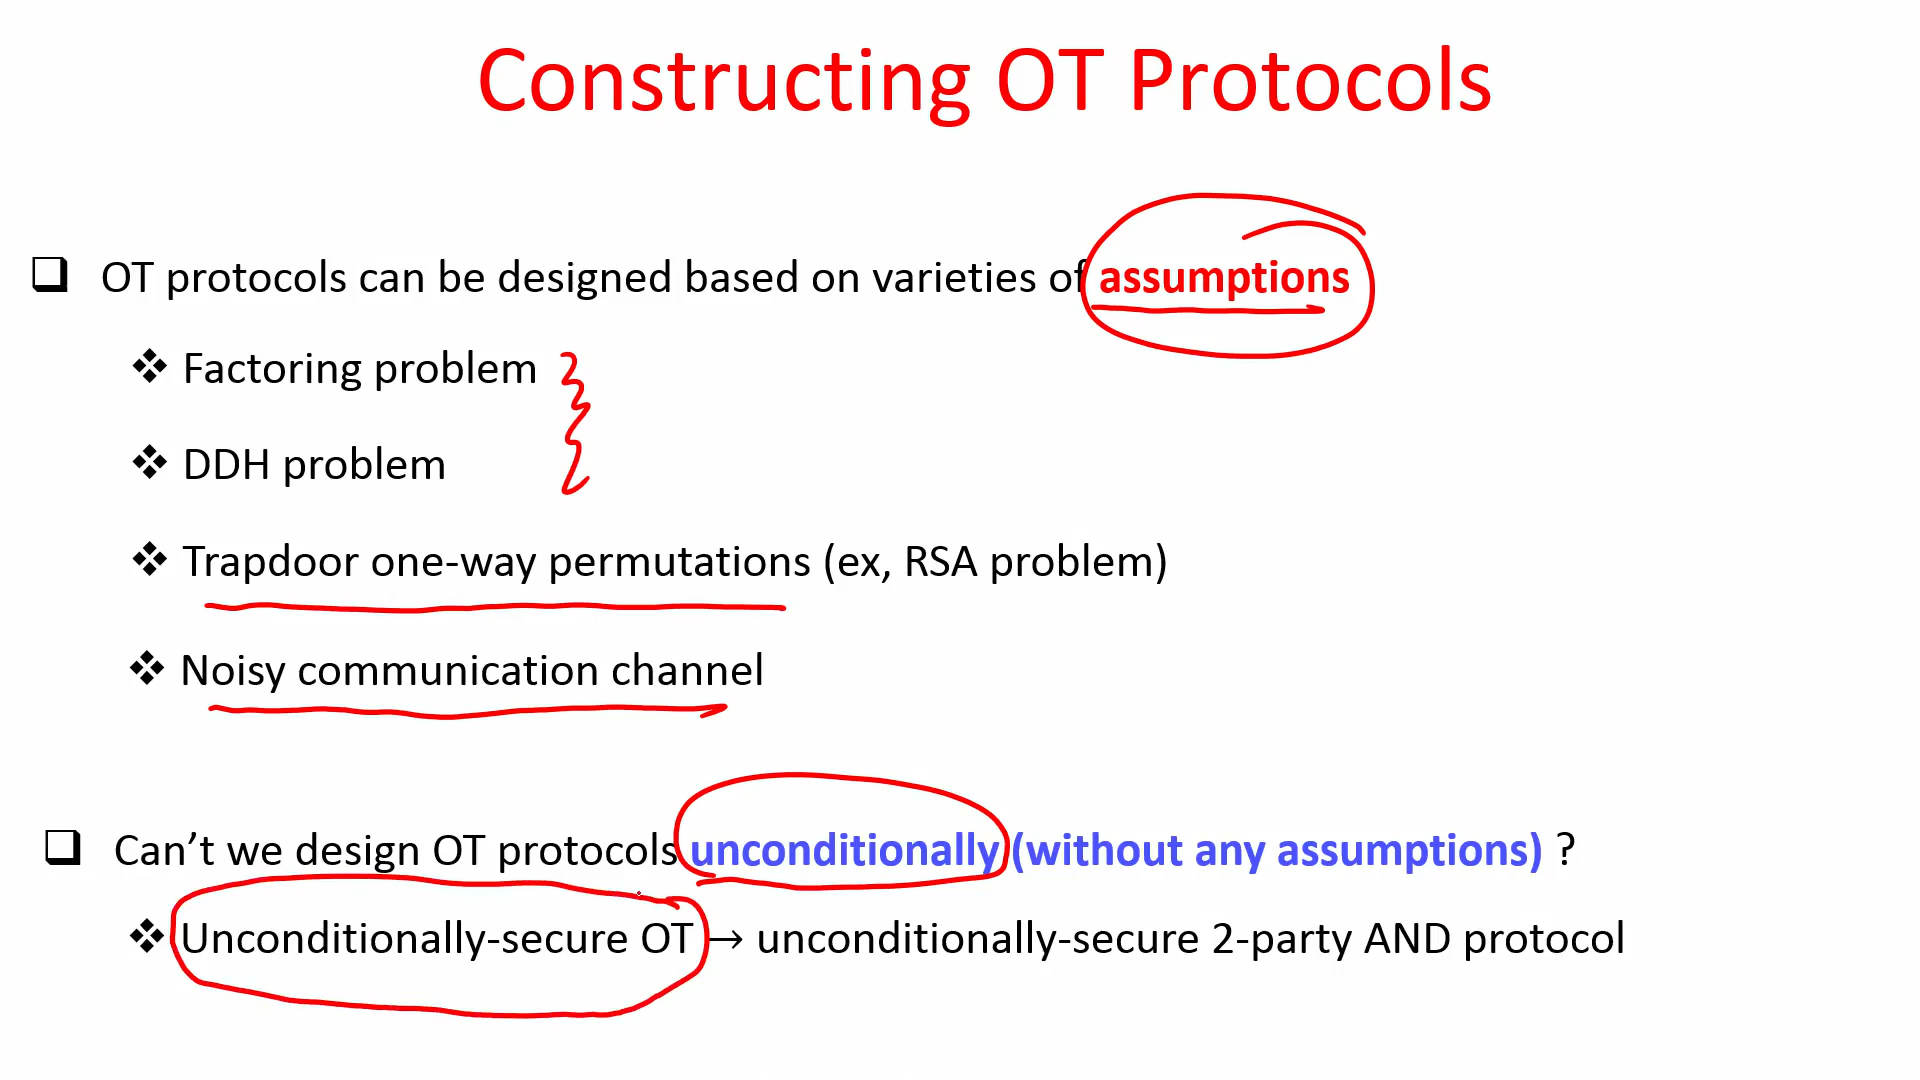 Constructing OT Protocols
OT protocols can be designed based on varieties of assumptions
Factoring problem
DDH problem
Trapdoor one-way permutations (ex, RSA problem)
Noisy communication channel
Can’t we design OT protocols unconditionally (without any assumptions) ?
Unconditionally-secure OT → unconditionally-secure 2-party AND protocol